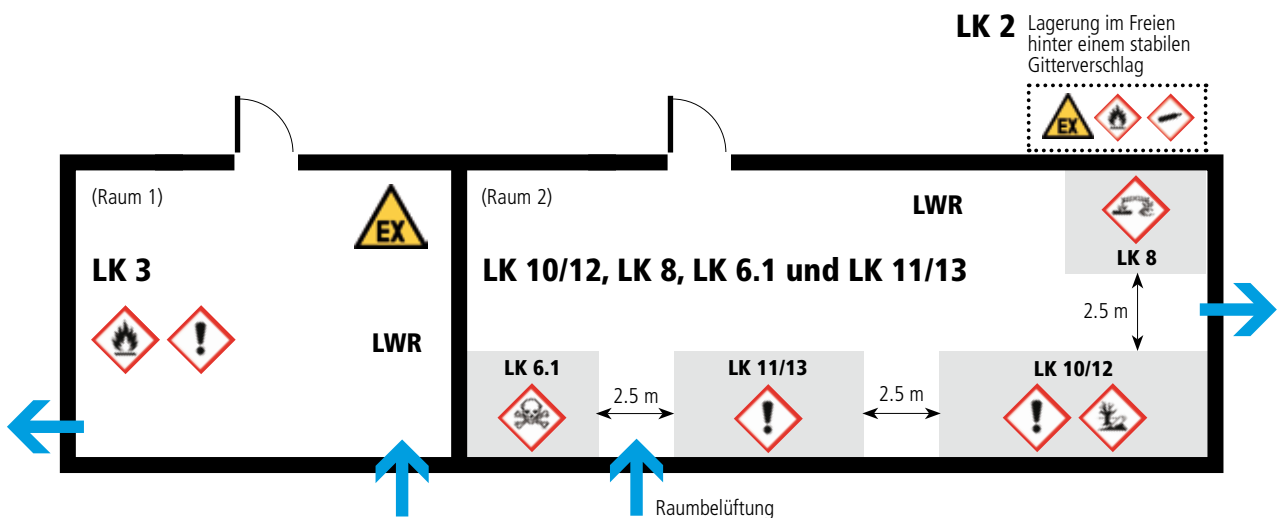 LK 2 Lagerung im Freien
hinter einem stabilen
Gitterverschlag
EX
(Raum 1)
EX
LK 3
LWR
(Raum 2)
LWR
LK 8
LK 10/12, LK 8, LK 6.1 und LK 11/13
2.5 m
LK 6.1
2.5 m
LK 11/13
2.5 m
LK 10/12
Raumbelüftung